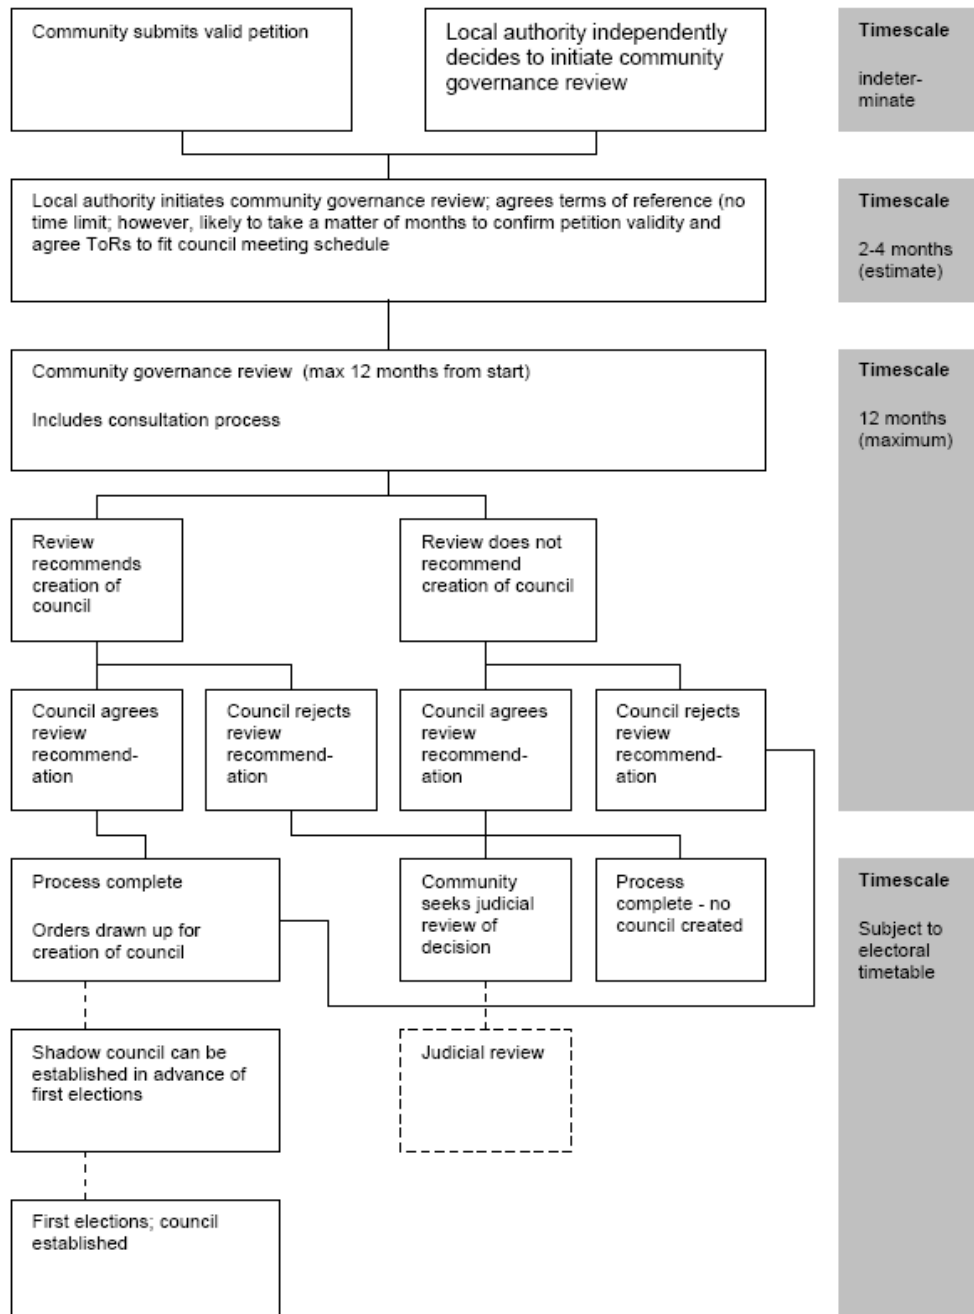 Community submits valid petition
Local authority independently
decides to initiate community
governance review
Timescale
indeter-
minate
Local authority initiates community governance review; agrees terms of reference (no
time limit; however, likely to take a matter of months to confirm petition validity and
agree ToRs to fit council meeting schedule
Timescale
2-4 months
(estimate)
Community governance review (max 12 months from start)
Includes consultation process
Timescale
12 months
(maximum)
Review
recommends
creation of
council
Review does not
recommend
creation of council
Council agrees
review
recommend-
ation
Council rejects
review
recommend-
ation
Council agrees
review
recommend-
ation
Council rejects
review
recommend-
ation
Process complete
Orders drawn up for
creation of council
Community
seeks judicial
review of
decision
Process
complete - no
council created
Timescale
Subject to
electoral
timetable
Shadow council can be
established in advance of
first elections
Judicial review
First elections; council
established